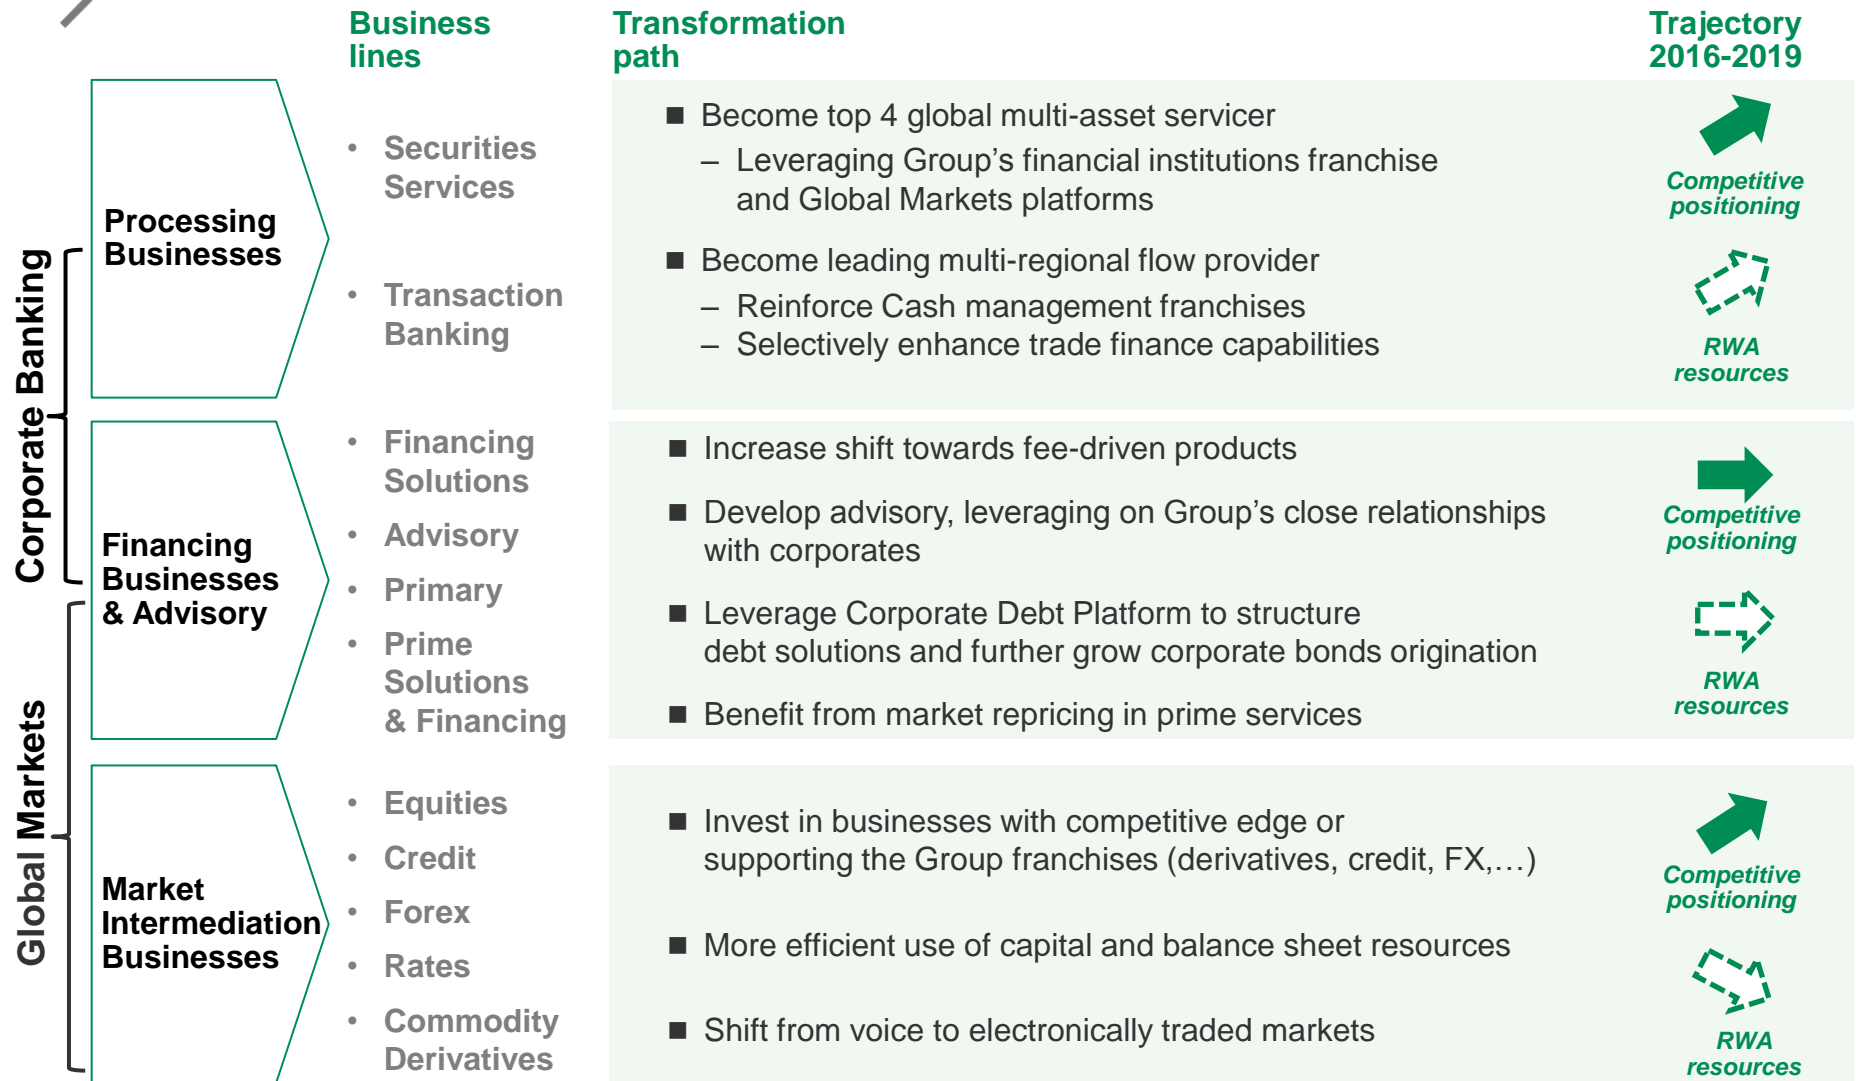 Business
lines
Transformation
path
Trajectory
2016-2019
Corporate Banking
Global Markets
Processing
Businesses
• Securities
Services
• Transaction
Banking
■ Become top 4 global multi-asset servicer
– Leveraging Group’s financial institutions franchise
and Global Markets platforms
■ Become leading multi-regional flow provider
– Reinforce Cash management franchises
– Selectively enhance trade finance capabilities
Competitive
positioning
RWA
resources
Financing
Businesses
& Advisory
• Financing
Solutions
• Advisory
• Primary
• Prime
Solutions
& Financing
■ Increase shift towards fee-driven products
■ Develop advisory, leveraging on Group’s close relationships
with corporates
■ Leverage Corporate Debt Platform to structure
debt solutions and further grow corporate bonds origination
■ Benefit from market repricing in prime services
Competitive
positioning
RWA
resources
Market
Intermediation
Businesses
• Equities
• Credit
• Forex
• Rates
• Commodity
Derivatives
■ Invest in businesses with competitive edge or
supporting the Group franchises (derivatives, credit, FX,…)
■ More efficient use of capital and balance sheet resources
■ Shift from voice to electronically traded markets
Competitive
positioning
RWA
resources